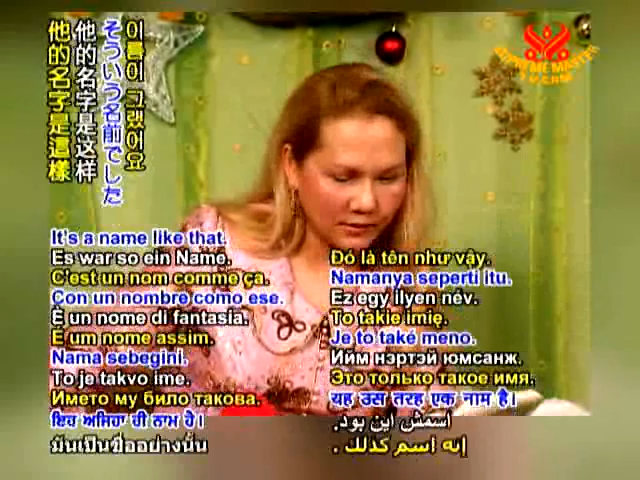 이름이 그랬어요
そういう名前でした
他的名字是这样
他的名字是這樣
SUPREME MASTER
TV.COM
It's a name like that.
Es war so ein Name.
C'est un nom comme ça.
Con un nombre como ese.
È un nome di fantasia.
É um nome assim.
Nama sebegini.
To je takvo ime.
Името му било такова.
ਇਹ ਅਜਿਹਾ ਹੀ ਨਾਮ ਹੈ।
มันเป็นชื่ออย่างนั้น
Đó là tên như vậy.
Namanya seperti itu.
Ez egy ilyen név.
To takie imię.
Je to také meno.
Ийм нэртэй юмсанж.
Это только такое имя.
यह उस तरह एक नाम है।
اسمش این بود.
إنه اسم كذلك .